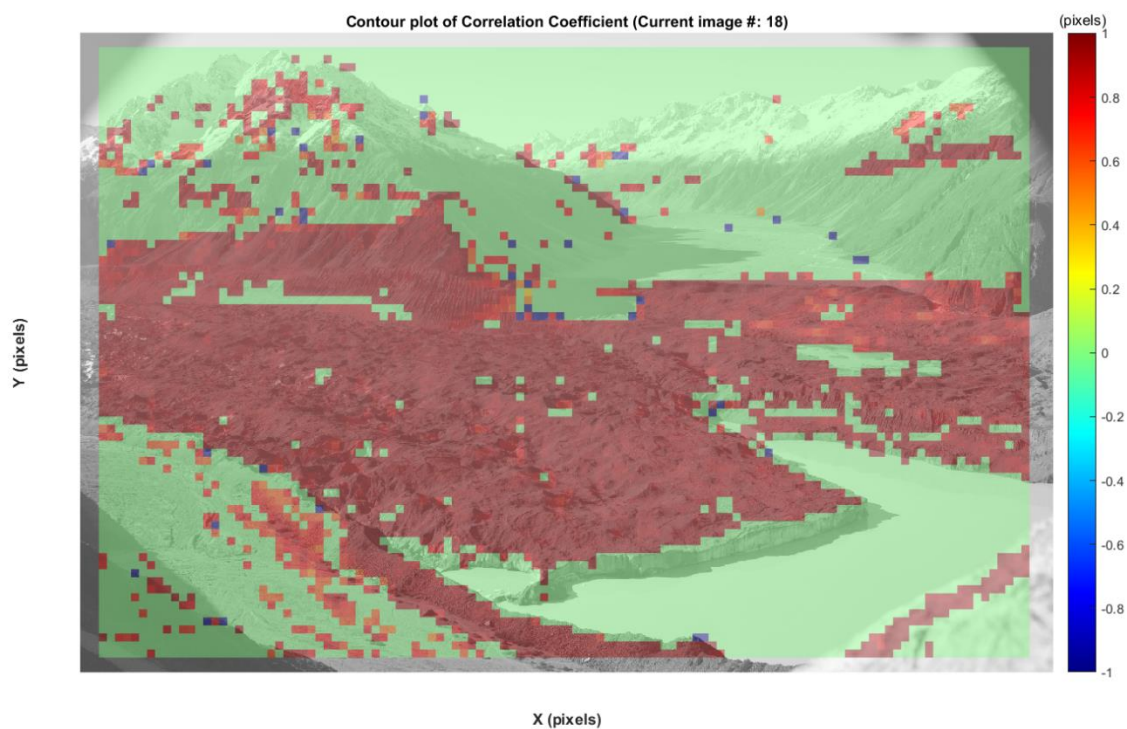 Contour plot of Correlation Coefficient (Current image #: 18)
(pixels)
1
0.8
0.6
0.4
0.2
0
-0.2
-0.4
-0.6
-0.8
-1
Y (pixels)
X (pixels)